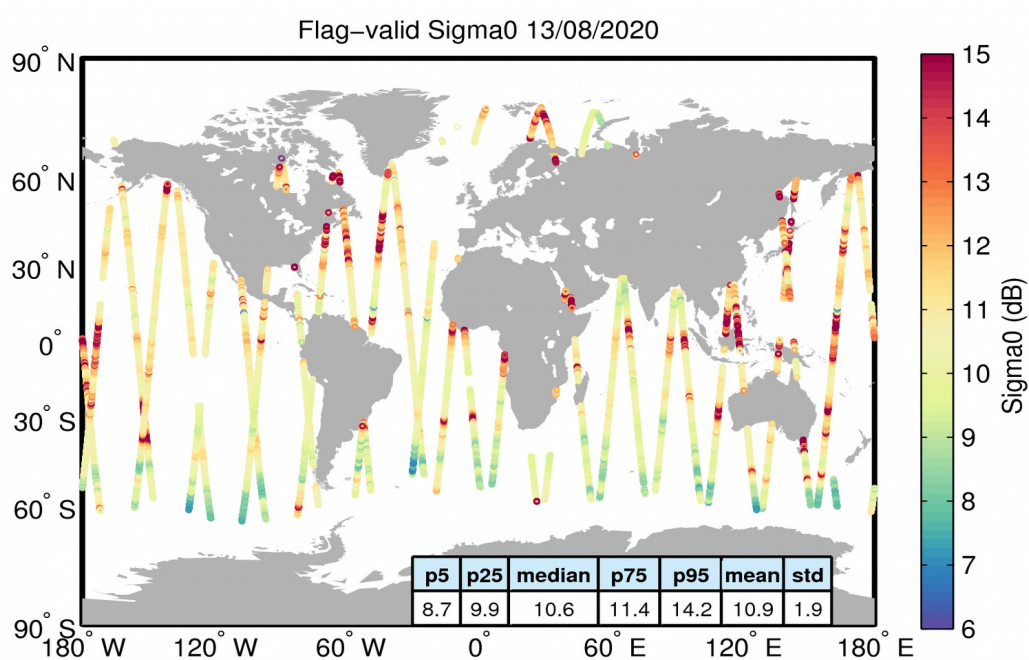 Flag−valid Sigma0 13/08/2020
90° N
60° N
30° N
0°
30° S
60° S
90° S
180° W
120° W
60° W
0°
60° E
120° E
180° E
p5 p25 median p75 p95 mean std
8.7 9.9 10.6 11.4 14.2 10.9 1.9
15
14
13
12
11
10
9
8
7
6
Sigma0 (dB)